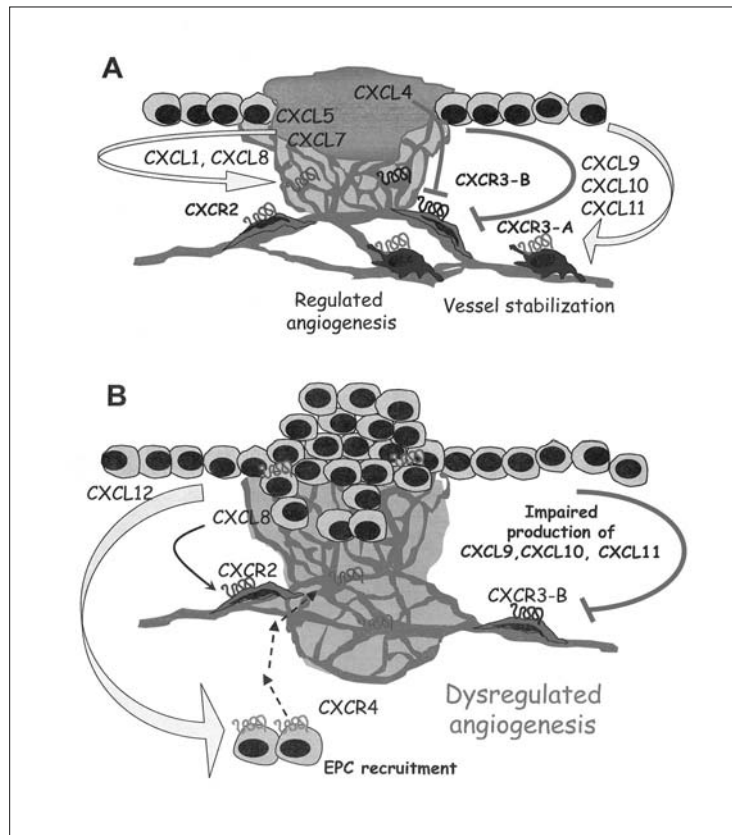 A
CXCL4
CXCL5
CXCL7
CXCL1, CXCL8
CXCR3-B
CXCL9
CXCL10
CXCL11
CXCR2
CXCR3-A
Regulated
angiogenesis
Vessel stabilization
B
CXCL12
CXCL8
Impaired
production of
CXCL9,CXCL10, CXCL11
CXCR2
CXCR3-B
CXCR4
Dysregulated
angiogenesis
EPC recruitment